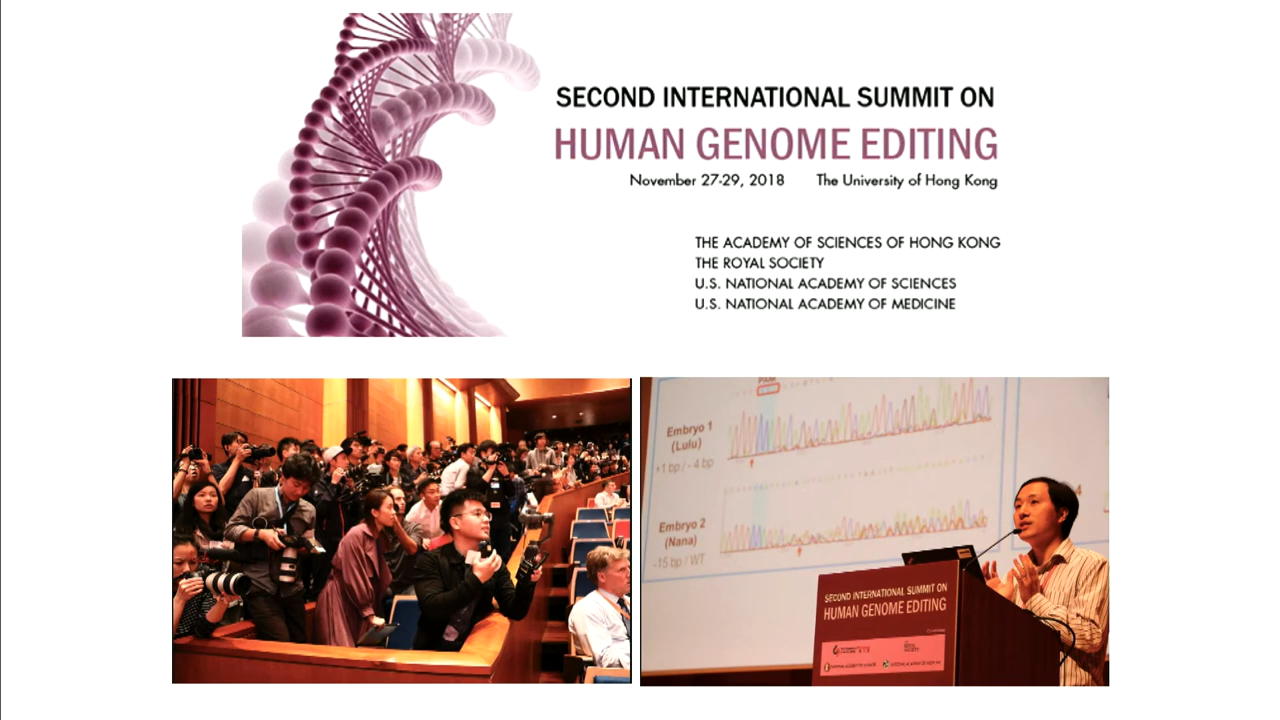 SECOND INTERNATIONAL SUMMIT ON
HUMAN GENOME EDITING
November 27-29, 2018 The University of Hong Kong
THE ACADEMY OF SCIENCES OF HONG KONG
THE ROYAL SOCIETY
U.S. NATIONAL ACADEMY OF SCIENCES
U.S. NATIONAL ACADEMY OF MEDICINE
PAM
Embryo 1
(Lulu)
+1 bp / - 4 bp
Embryo 2
(Nana)
-15 bp / WT
SECOND INTERNATIONAL SUMMIT ON
HUMAN GENOME EDITING